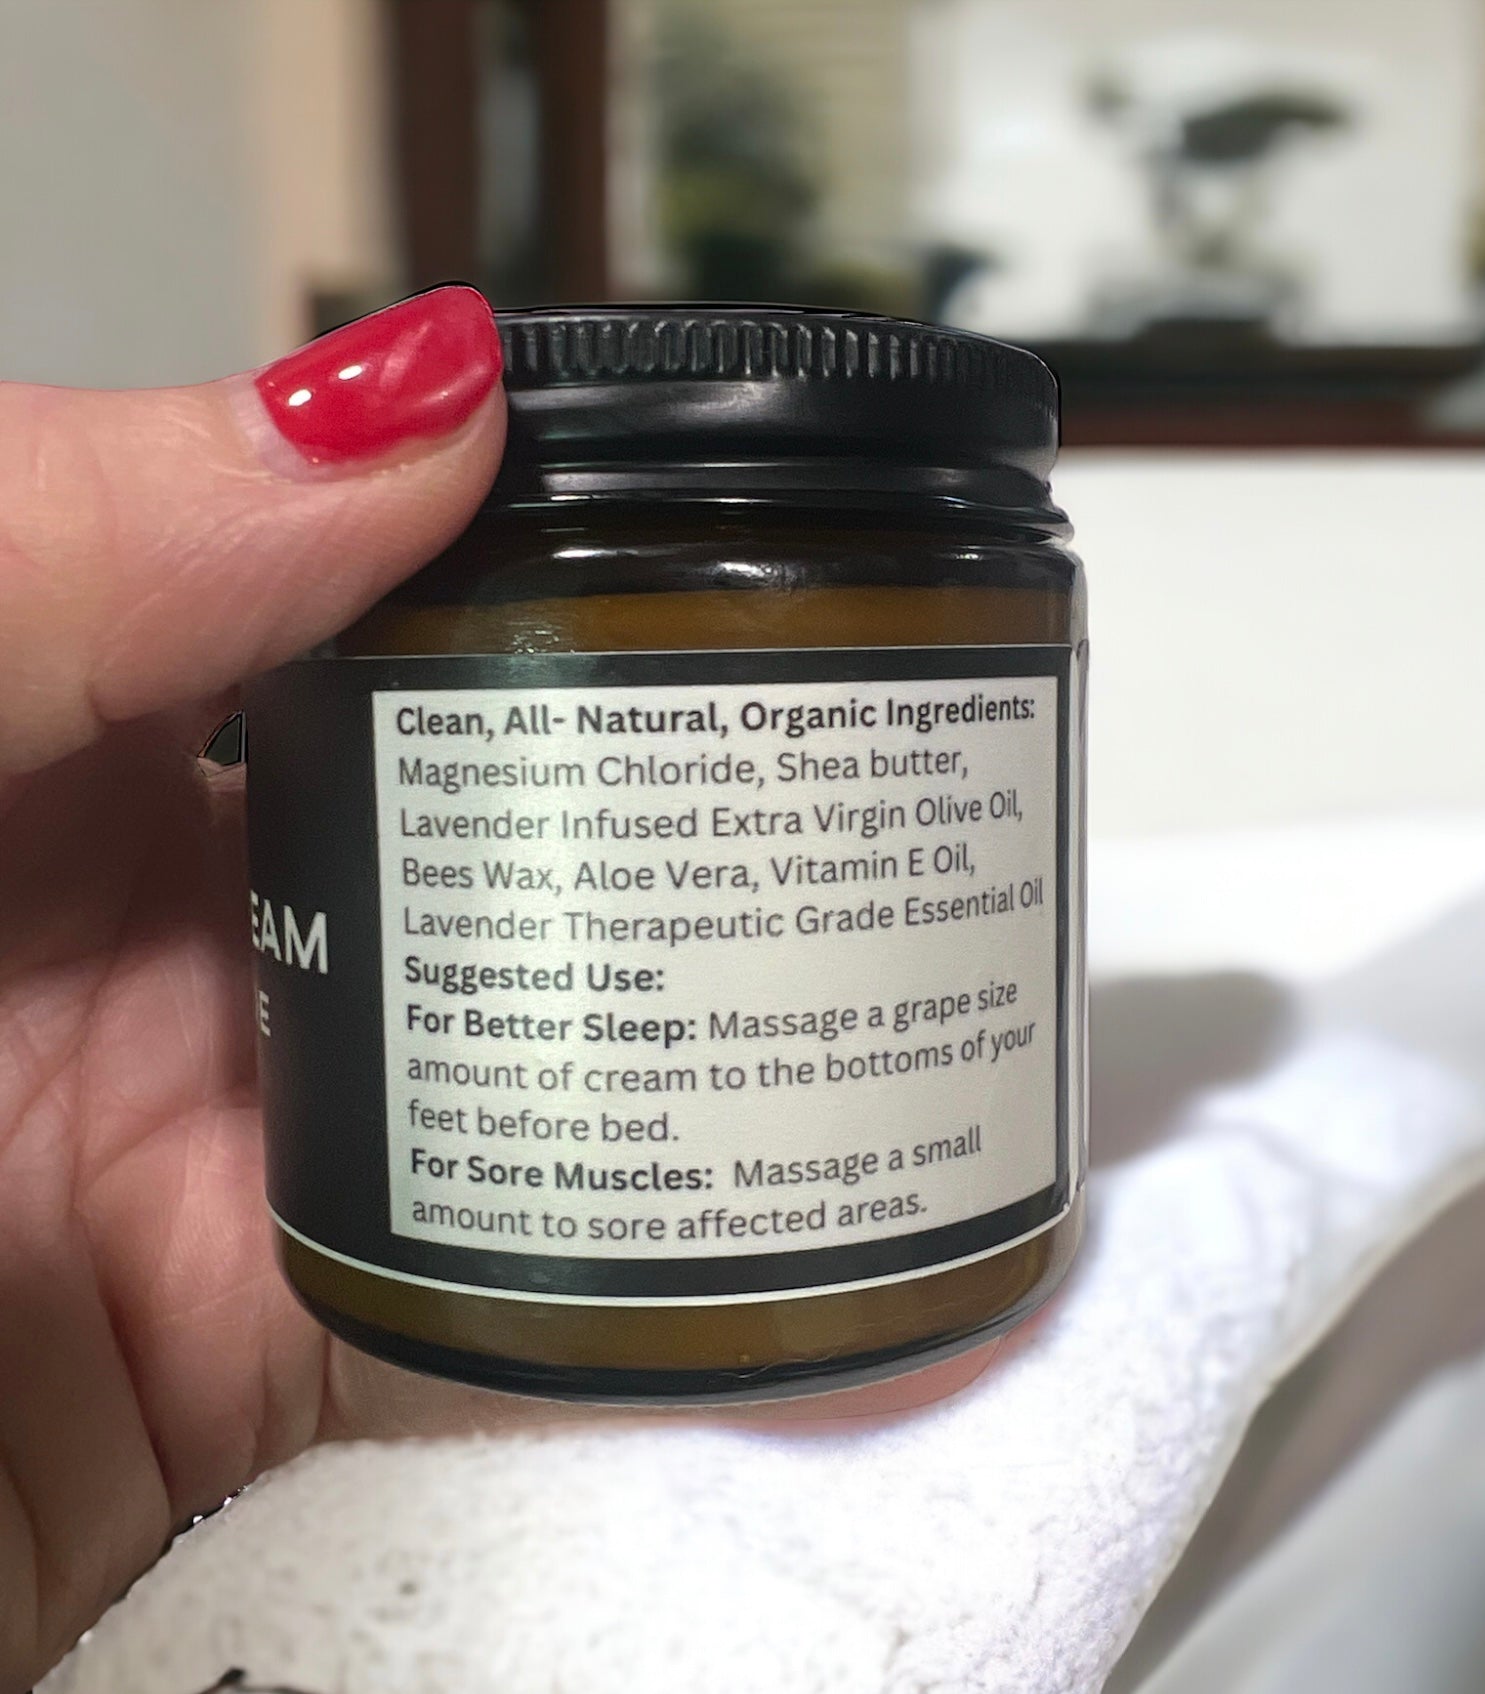 Clean, All- Natural, Organic Ingredients:
Magnesium Chloride, Shea butter,
Lavender Infused Extra Virgin Olive Oil,
Bees Wax, Aloe Vera, Vitamin E Oil,
Lavender Therapeutic Grade Essential Oil
Suggested Use:
For Better Sleep: Massage a grape size
amount of cream to the bottoms of your
feet before bed.
For Sore Muscles: Massage a small
amount to sore affected areas.